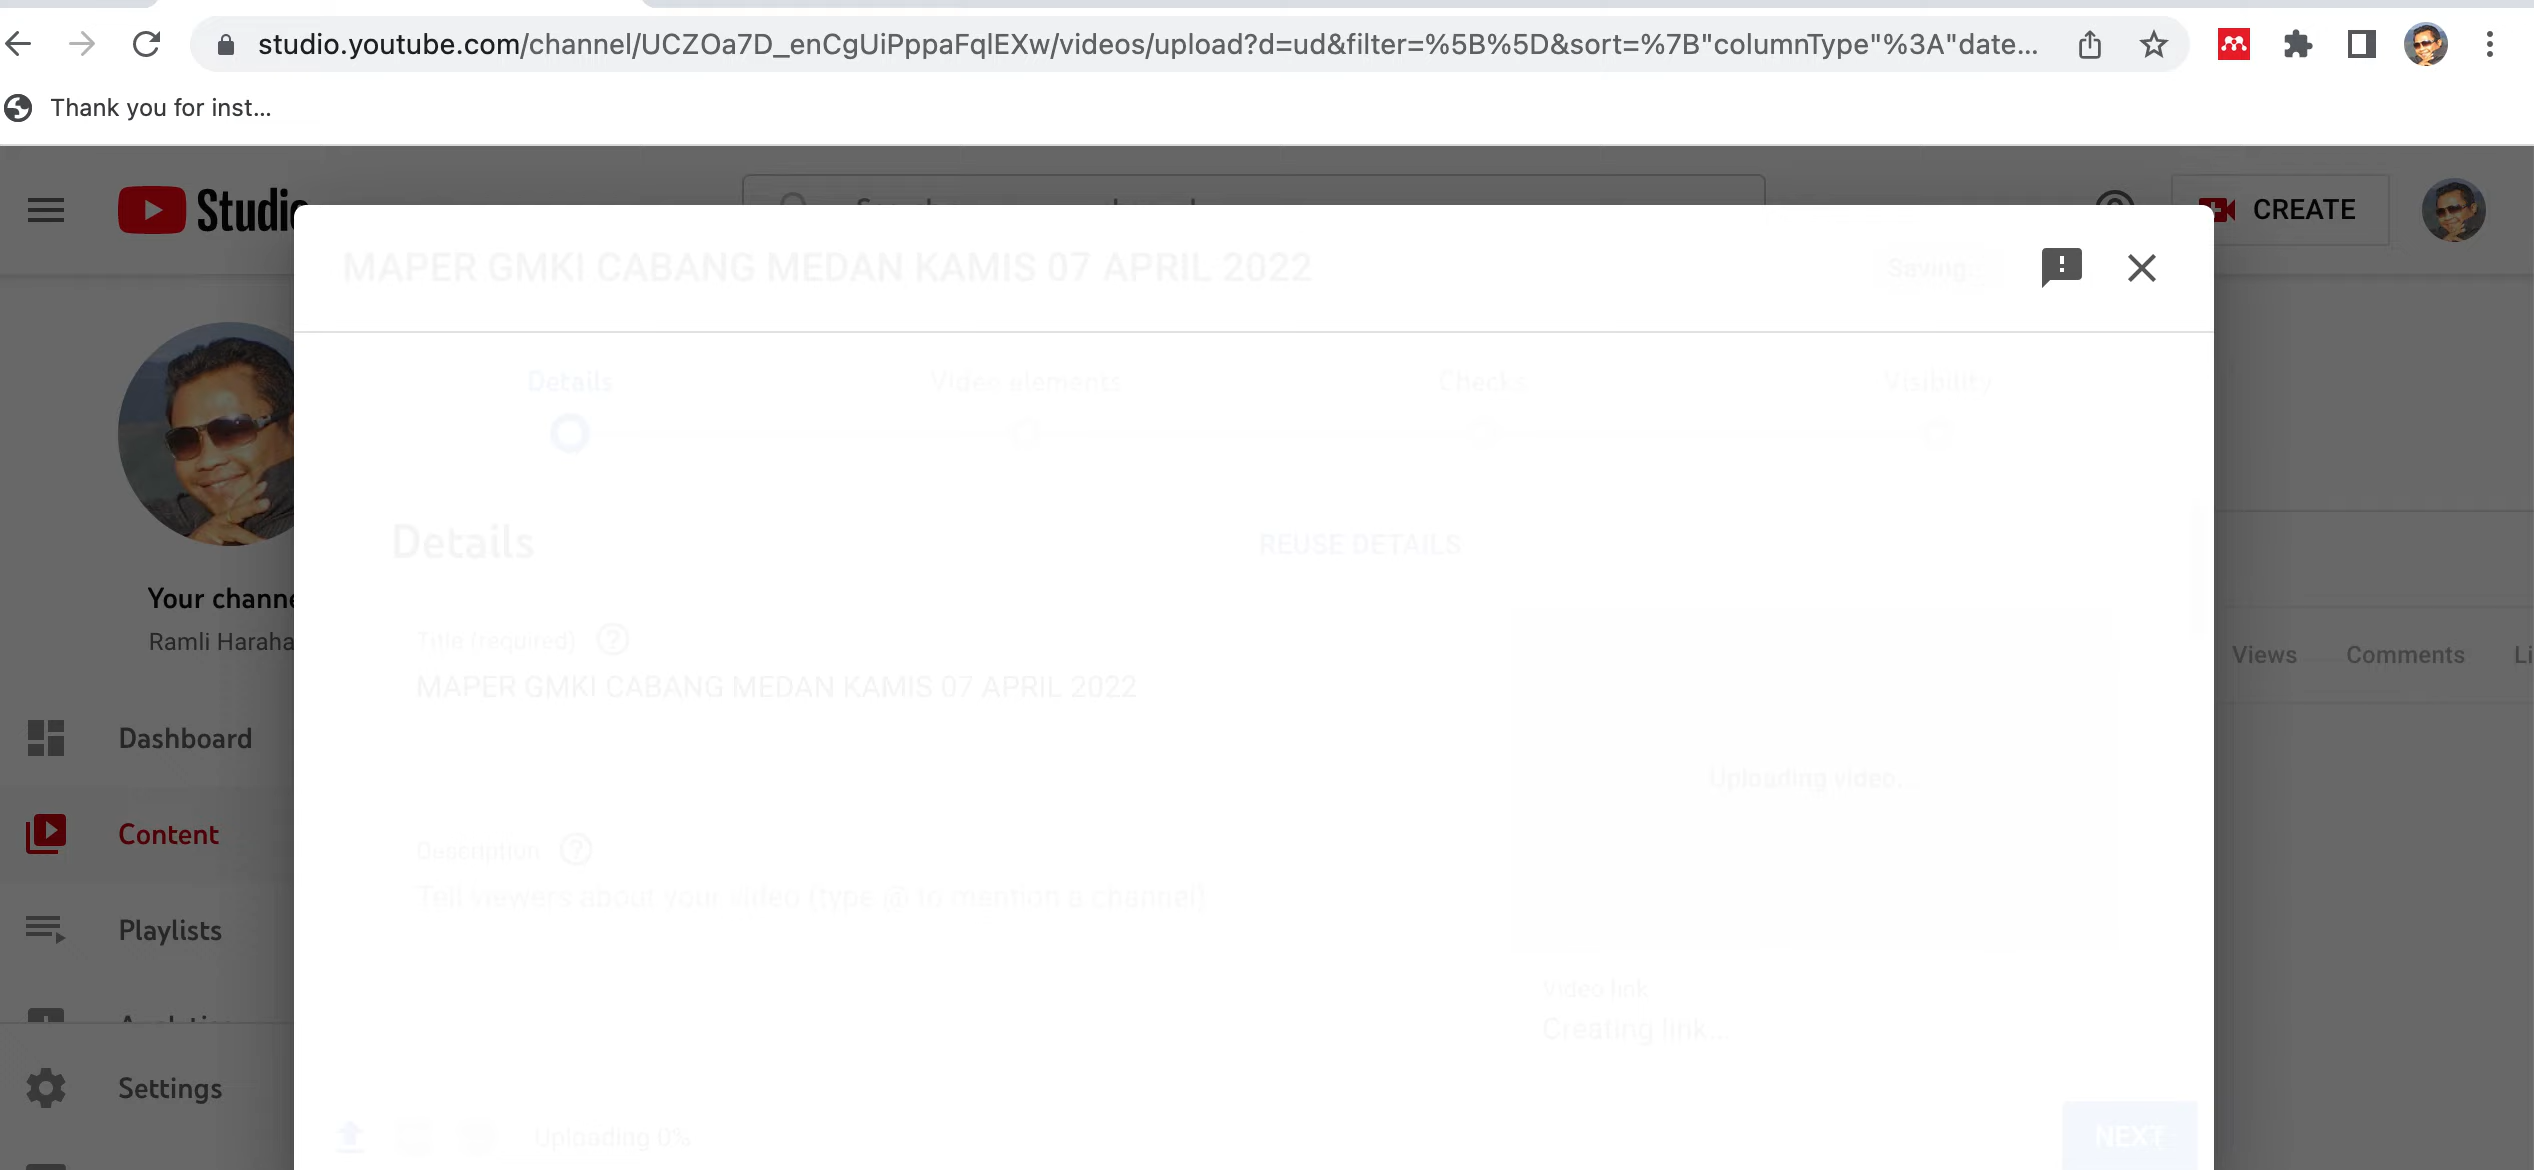 studio.youtube.com/channel/UCZOa7D_enCgUiPppaFqlEXw/videos/upload?d=ud&filter=%5B%5D&sort=%7B"columnType"%3A"date...
Thank you for inst...
Studio
CREATE
MAPER GMKI CABANG MEDAN KAMIS 07 APRIL 2022
Saving...
Details
Video elements
Checks
Visibility
Details
REUSE DETAILS
Your channe
Ramli Haraha
Title (required)
MAPER GMKI CABANG MEDAN KAMIS 07 APRIL 2022
Views
Comments
Li
Dashboard
Uploading video...
Content
Description
Tell viewers about your video (type @ to mention a channel)
Playlists
Video link
Creating link...
Settings
Uploading 0%
NEXT